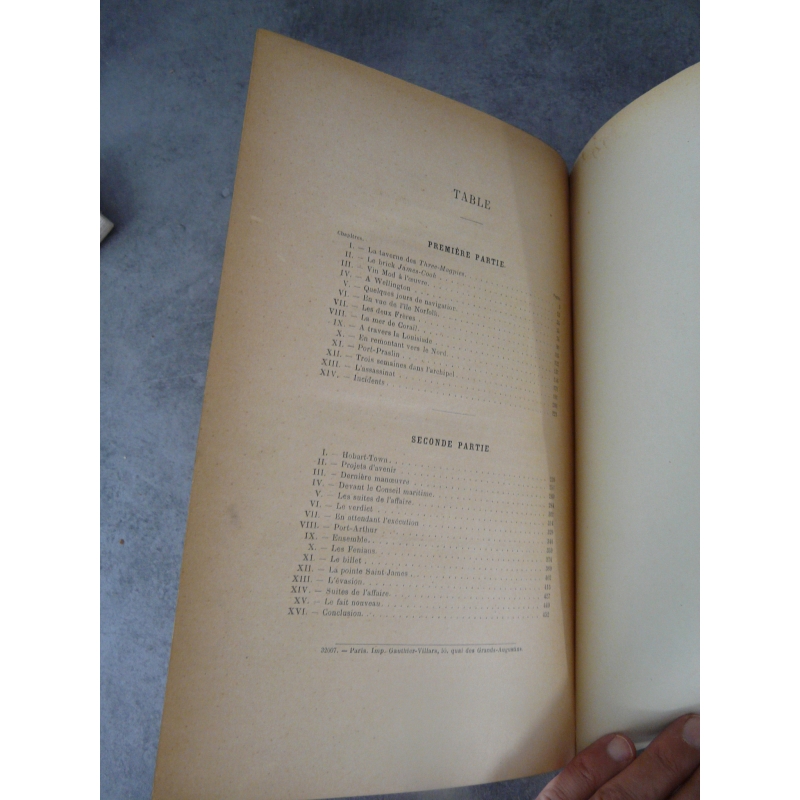 TABLE
Chapitres.
PREMIÈRE PARTIE.
I. — La taverne des Three-Magpies
II. — Le brick James-Cook
III. — Vin Mod à l'œuvre
IV. — A Wellington
V. — Quelques jours de navigation
VI. — En vue de l'île Norfolk
VII. — Les deux Frères
VIII. — La mer de Corail
IX. — A travers la Louisiade
X. — En remontant vers le Nord
XI. — Port-Praslin
XII. — Trois semaines dans l'archipel
XIII. — L'assassinat
XIV. — Incidents
SECONDE PARTIE
I. — Hobart-Town
II. — Projets d'avenir
III. — Dernière manœuvre
IV. — Devant le Conseil maritime
V. — Les suites de l'affaire
VI. — Le verdict
VII. — En attendant l'exécution
VIII. — Port-Arthur
IX. — Ensemble
X. — Les Fenians
XI. — Le billet
XII. — La pointe Saint-James
XIII. — L'évasion
XIV. — Suites de l'affaire
XV. — Le fait nouveau
XVI. — Conclusion
— Paris. Imp. Gauthier-Villars, 55, quai des Grands-Augustins